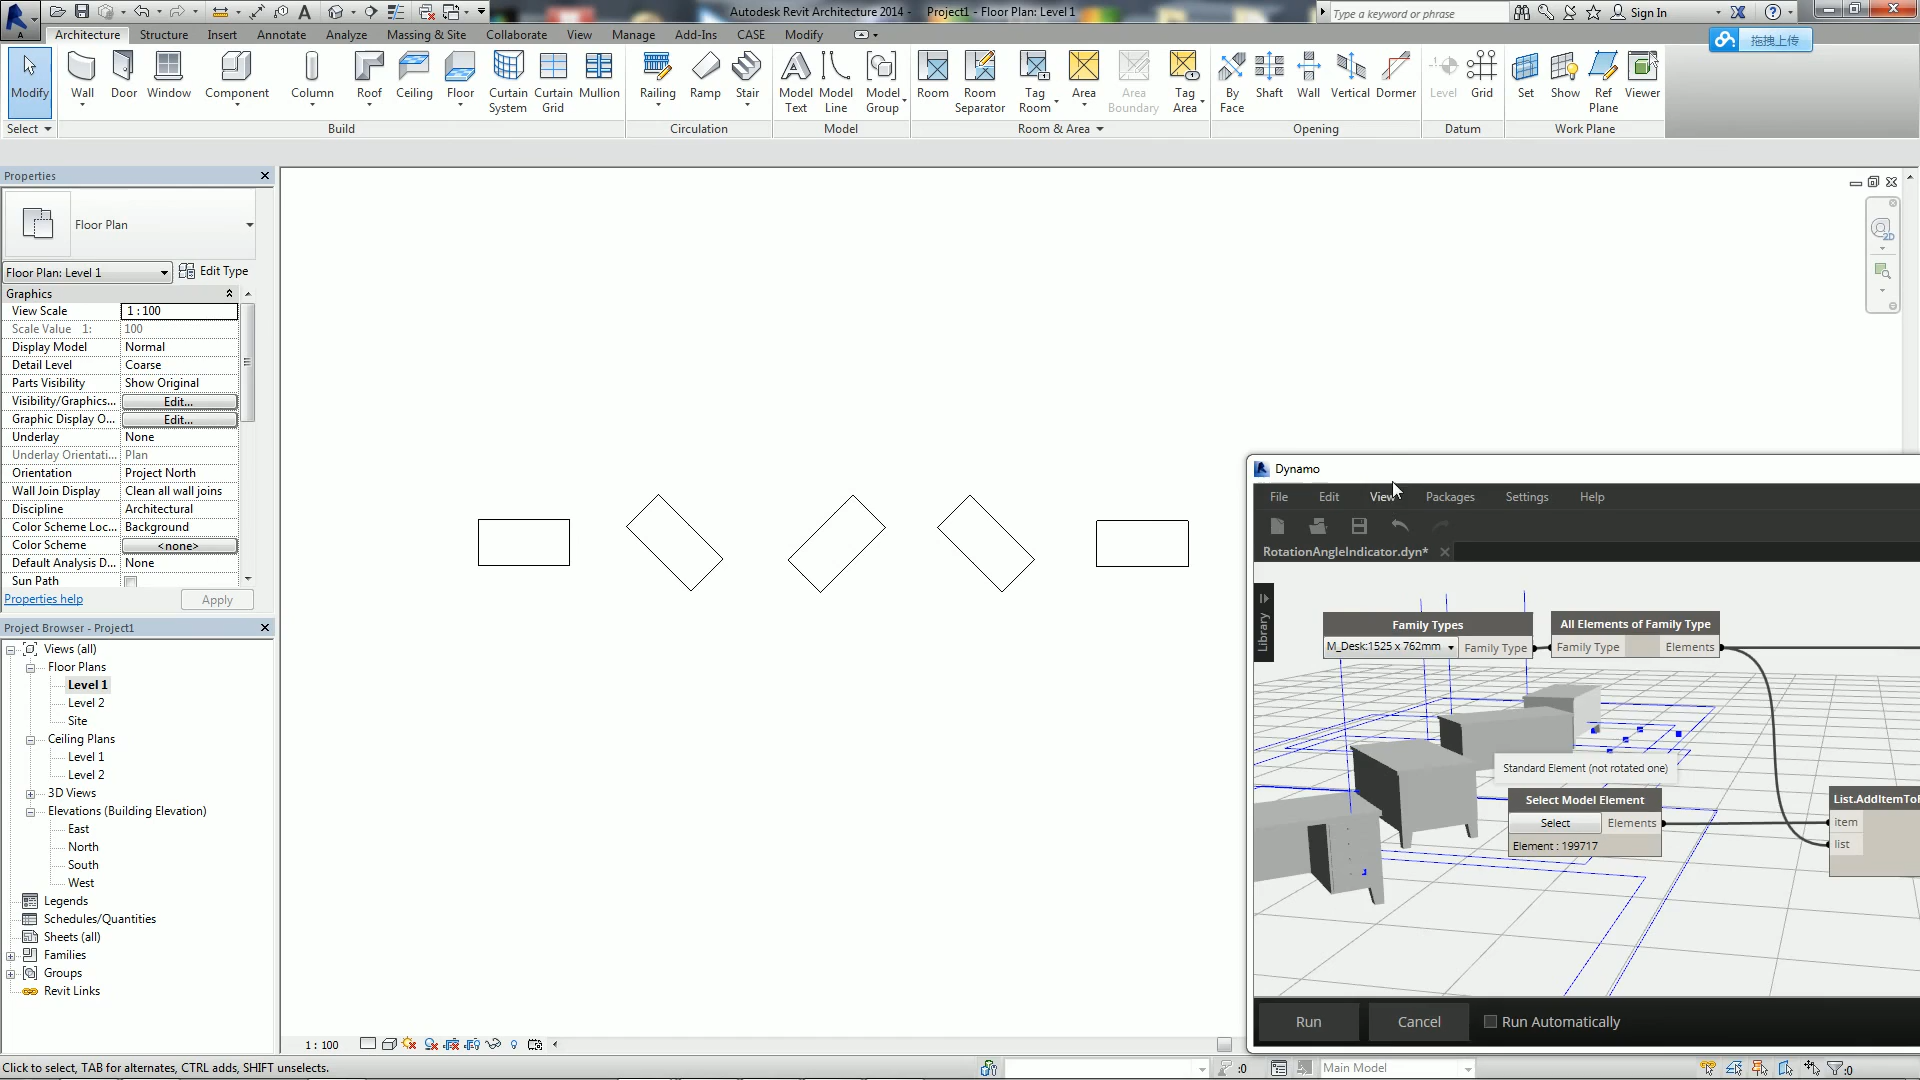 Autodesk Revit Architecture 2014 - Project1 - Floor Plan: Level 1
Type a keyword or phrase
Sign In
Architecture Structure Insert Annotate Analyze Massing & Site Collaborate View Manage Add-Ins CASE Modify
拖拽上传
Modify Wall Door Window Component Column Roof Ceiling Floor Curtain System Curtain Grid Mullion Railing Ramp Stair Model Text Model Line Model Group Room Room Separator Tag Room Area Area Boundary Tag Area By Face Shaft Wall Vertical Dormer Level Grid Set Show Ref Plane Viewer
Select Build Circulation Model Room & Area Opening Datum Work Plane
Properties
Floor Plan
Floor Plan: Level 1 Edit Type
Graphics
View Scale 1 : 100
Scale Value 1: 100
Display Model Normal
Detail Level Coarse
Parts Visibility Show Original
Visibility/Graphics... Edit...
Graphic Display O... Edit...
Underlay None
Underlay Orientati... Plan
Orientation Project North
Wall Join Display Clean all wall joins
Discipline Architectural
Color Scheme Loc... Background
Color Scheme <none>
Default Analysis D... None
Sun Path
Properties help Apply
Project Browser - Project1
Views (all)
Floor Plans
Level 1
Level 2
Site
Ceiling Plans
Level 1
Level 2
3D Views
Elevations (Building Elevation)
East
North
South
West
Legends
Schedules/Quantities
Sheets (all)
Families
Groups
Revit Links
2D
Dynamo
File Edit View Packages Settings Help
RotationAngleIndicator.dyn*
Library
Family Types
M_Desk:1525 x 762mm Family Type
All Elements of Family Type
Family Type Elements
Standard Element (not rotated one)
Select Model Element
Select Elements
Element : 199717
List.AddItemTo
item
list
Run Cancel Run Automatically
1 : 100
Click to select, TAB for alternates, CTRL adds, SHIFT unselects.
:0
Main Model
:0